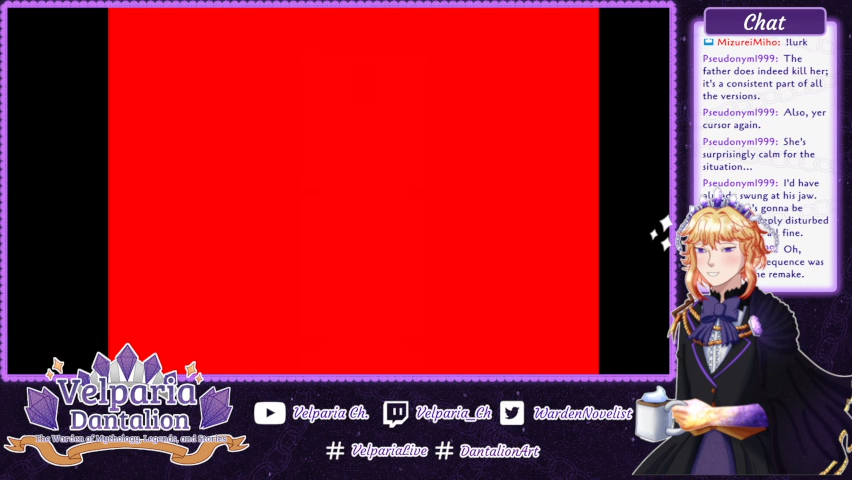 Chat
MizureiMiho: !lurk
Pseudonym1999: The
father does indeed kill her;
it's a consistent part of all
the versions.
Pseudonym1999: Also, yer
cursor again.
Pseudonym1999: She's
surprisingly calm for the
situation...
Pseudonym1999: I'd have
swung at his jaw.
gonna be
disturbed
fine.
Oh,
sequence was
remake.
Velparia
Dantalion
The Warden of Mythology, Legends, and Stories
Velparia Ch.
Velparia_Ch
WardenNovelist
# VelpariaLive # DantalionArt